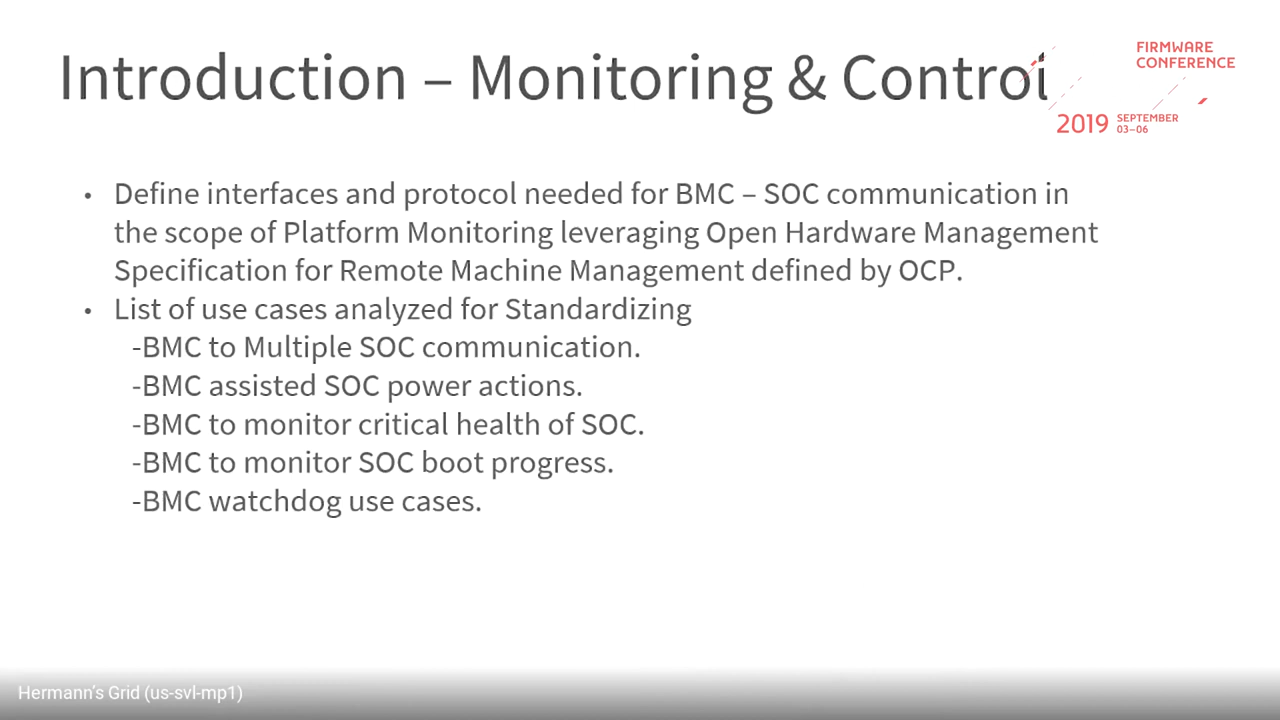 Introduction – Monitoring & Control
FIRMWARE
CONFERENCE
2019 SEPTEMBER
03–06
• Define interfaces and protocol needed for BMC – SOC communication in
the scope of Platform Monitoring leveraging Open Hardware Management
Specification for Remote Machine Management defined by OCP.
• List of use cases analyzed for Standardizing
-BMC to Multiple SOC communication.
-BMC assisted SOC power actions.
-BMC to monitor critical health of SOC.
-BMC to monitor SOC boot progress.
-BMC watchdog use cases.
Hermann's Grid (us-svl-mp1)